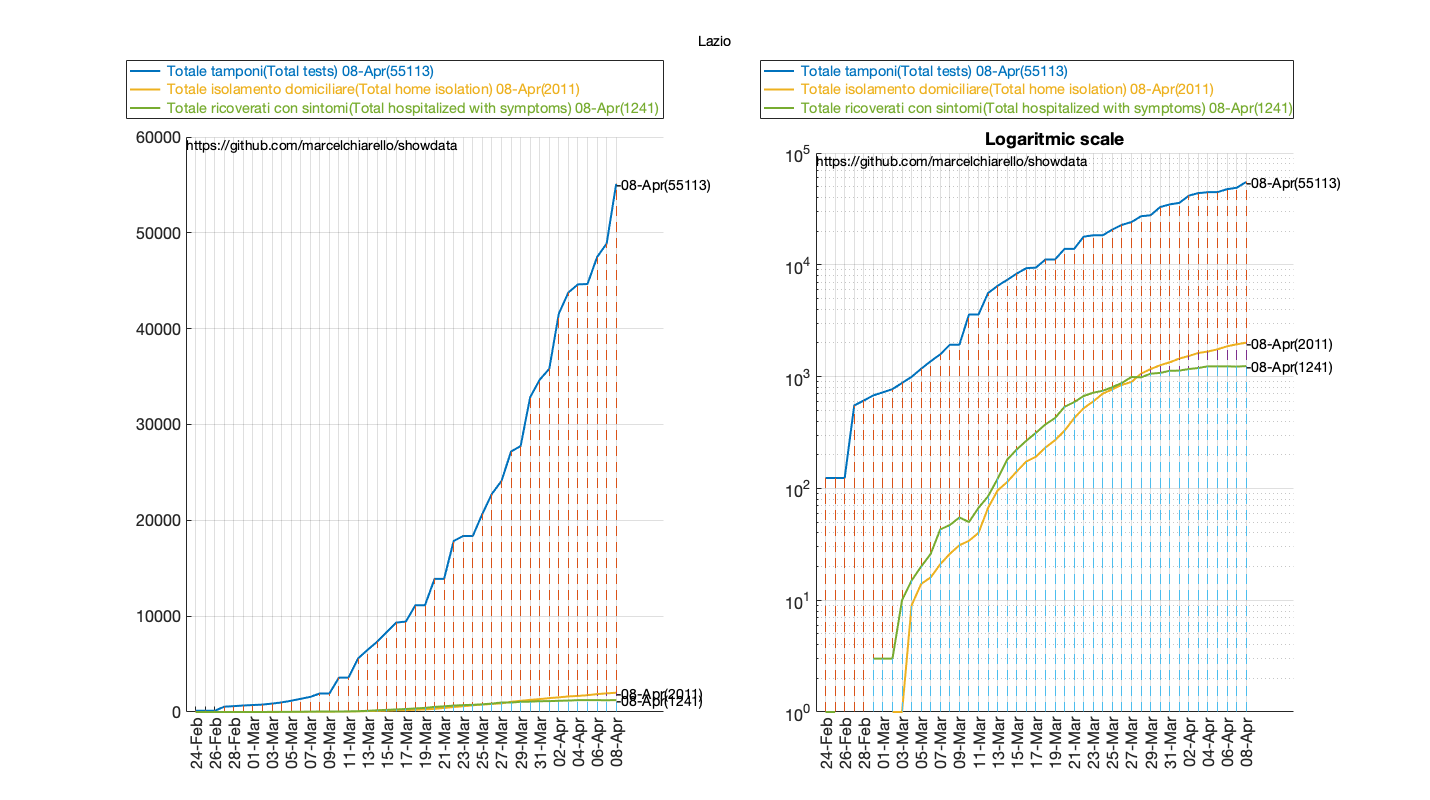 Lazio
Totale tamponi(Total tests) 08-Apr(55113)
Totale isolamento domiciliare(Total home isolation) 08-Apr(2011)
Totale ricoverati con sintomi(Total hospitalized with symptoms) 08-Apr(1241)
60000
https://github.com/marcelchiarello/showdata
08-Apr(55113)
50000
40000
30000
20000
10000
08-Apr(2011)
08-Apr(1241)
0
24-Feb
26-Feb
28-Feb
01-Mar
03-Mar
05-Mar
07-Mar
09-Mar
11-Mar
13-Mar
15-Mar
17-Mar
19-Mar
21-Mar
23-Mar
25-Mar
27-Mar
29-Mar
31-Mar
02-Apr
04-Apr
06-Apr
08-Apr
Totale tamponi(Total tests) 08-Apr(55113)
Totale isolamento domiciliare(Total home isolation) 08-Apr(2011)
Totale ricoverati con sintomi(Total hospitalized with symptoms) 08-Apr(1241)
Logaritmic scale
10^5
https://github.com/marcelchiarello/showdata
08-Apr(55113)
10^4
08-Apr(2011)
08-Apr(1241)
10^3
10^2
10^1
10^0
24-Feb
26-Feb
28-Feb
01-Mar
03-Mar
05-Mar
07-Mar
09-Mar
11-Mar
13-Mar
15-Mar
17-Mar
19-Mar
21-Mar
23-Mar
25-Mar
27-Mar
29-Mar
31-Mar
02-Apr
04-Apr
06-Apr
08-Apr